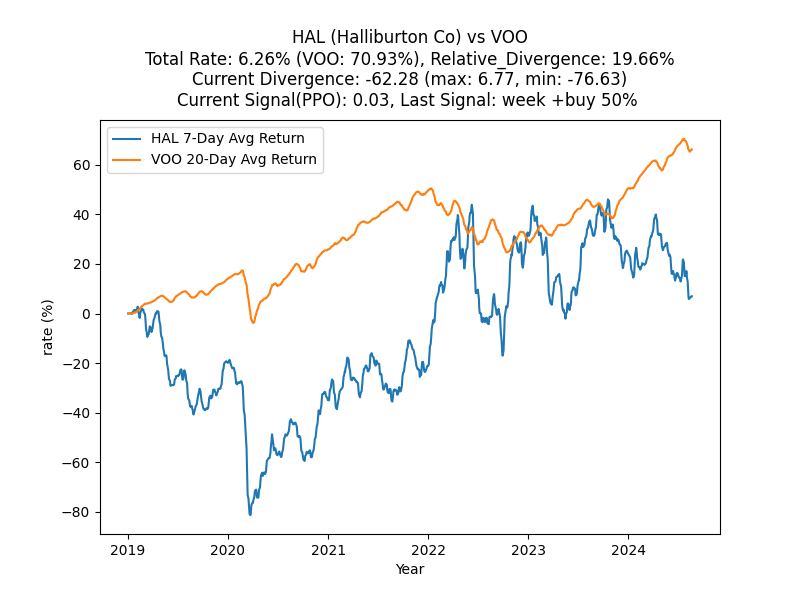 HAL (Halliburton Co) vs VOO
Total Rate: 6.26% (VOO: 70.93%), Relative_Divergence: 19.66%
Current Divergence: -62.28 (max: 6.77, min: -76.63)
Current Signal(PPO): 0.03, Last Signal: week +buy 50%
HAL 7-Day Avg Return
VOO 20-Day Avg Return
rate (%)
60
40
20
0
−20
−40
−60
−80
2019 2020 2021 2022 2023 2024
Year